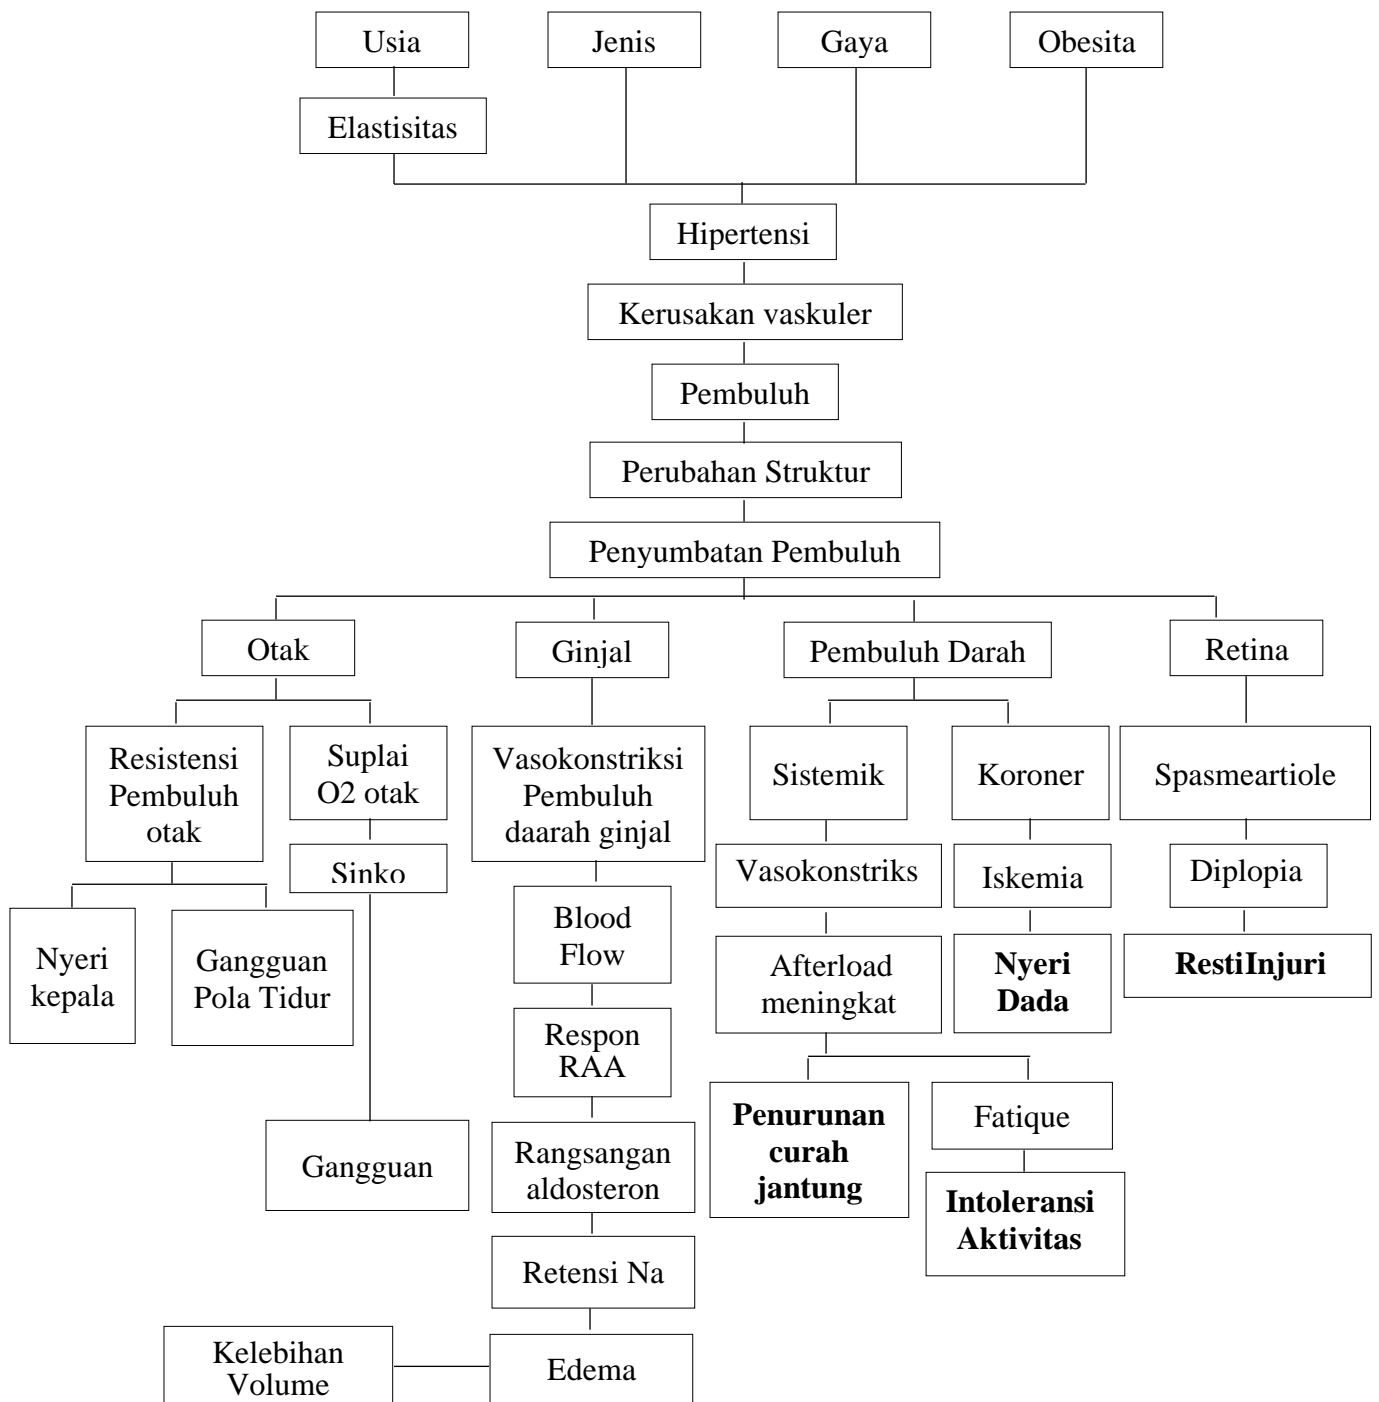 Usia
Jenis
Gaya
Obesita
Elastisitas
Hipertensi
Kerusakan vaskuler
Pembuluh
Perubahan Struktur
Penyumbatan Pembuluh
Otak
Ginjal
Pembuluh Darah
Retina
Resistensi
Pembuluh
otak
Suplai
O2 otak
Vasokonstriksi
Pembuluh
daarah ginjal
Sistemik
Koroner
Spasmeartiole
Sinko
Vasokonstriks
Iskemia
Diplopia
Nyeri
kepala
Gangguan
Pola Tidur
Blood
Flow
Afterload
meningkat
Nyeri
Dada
RestiInjuri
Respon
RAA
Penurunan
curah
jantung
Fatique
Gangguan
Rangsangan
aldosteron
Intoleransi
Aktivitas
Retensi Na
Kelebihan
Volume
Edema